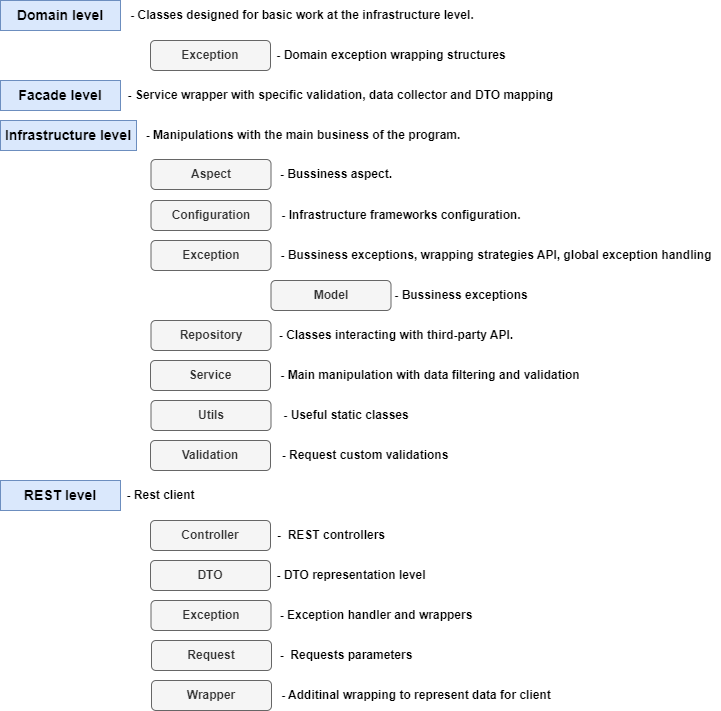 Domain level - Classes designed for basic work at the infrastructure level.
Exception - Domain exception wrapping structures
Facade level - Service wrapper with specific validation, data collector and DTO mapping
Infrastructure level - Manipulations with the main business of the program.
Aspect - Bussiness aspect.
Configuration - Infrastructure frameworks configuration.
Exception - Bussiness exceptions, wrapping strategies API, global exception handling
Model - Bussiness exceptions
Repository - Classes interacting with third-party API.
Service - Main manipulation with data filtering and validation
Utils - Useful static classes
Validation - Request custom validations
REST level - Rest client
Controller - REST controllers
DTO - DTO representation level
Exception - Exception handler and wrappers
Request - Requests parameters
Wrapper - Additinal wrapping to represent data for client